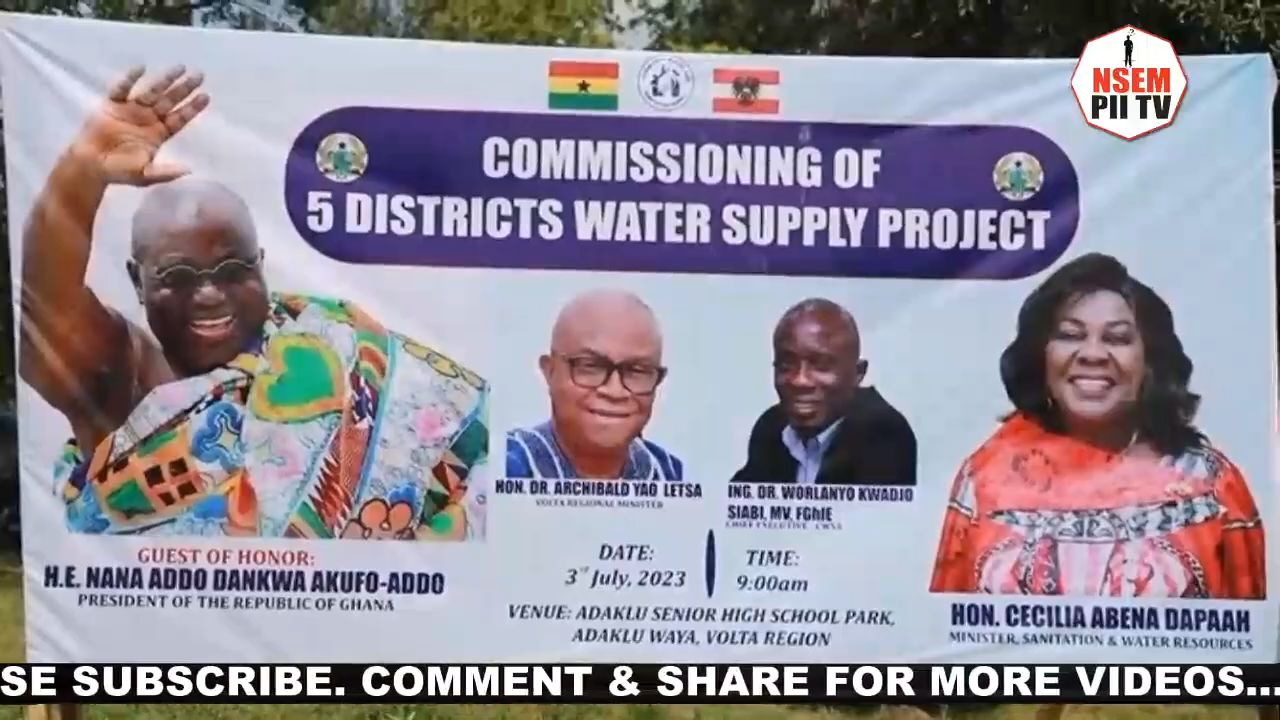 NSEM
PII TV
COMMISSIONING OF
5 DISTRICTS WATER SUPPLY PROJECT
HON. DR. ARCHIBALD YAO LETSA
VOLTA REGIONAL MINISTER
ING. DR. WORLANYO KWADJO
SIABI, MV, FGhIE
CHIEF EXECUTIVE - CWSA
GUEST OF HONOR:
H.E. NANA ADDO DANKWA AKUFO-ADDO
PRESIDENT OF THE REPUBLIC OF GHANA
DATE:
3rd July, 2023
TIME:
9:00am
VENUE: ADAKLU SENIOR HIGH SCHOOL PARK,
ADAKLU WAYA, VOLTA REGION
HON. CECILIA ABENA DAPAAH
MINISTER, SANITATION & WATER RESOURCES
SE SUBSCRIBE. COMMENT & SHARE FOR MORE VIDEOS...